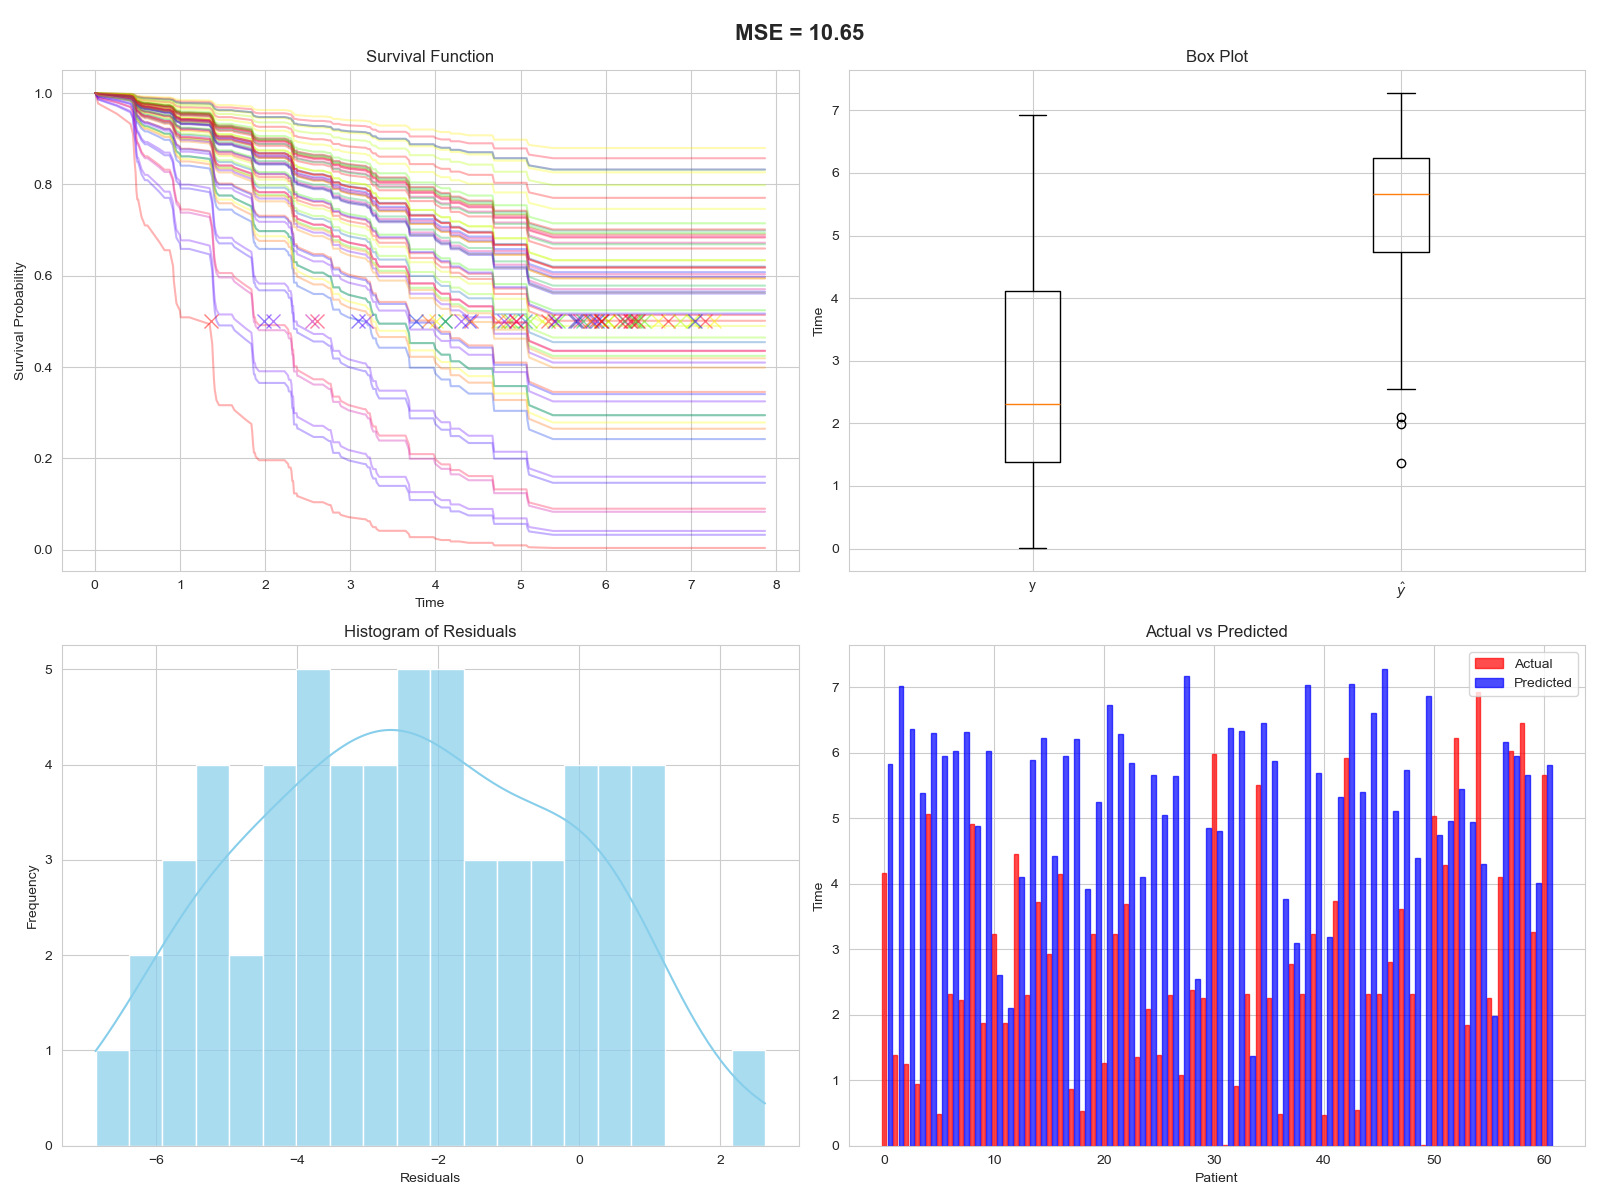 MSE = 10.65
Survival Function
1.0
0.8
0.6
0.4
0.2
0.0
Survival Probability
0 1 2 3 4 5 6 7 8
Time
Box Plot
7
6
5
4
3
2
1
0
Time
y ŷ
Histogram of Residuals
5
4
3
2
1
0
Frequency
−6 −4 −2 0 2
Residuals
Actual vs Predicted
Actual
Predicted
7
6
5
4
3
2
1
0
Time
0 10 20 30 40 50 60
Patient